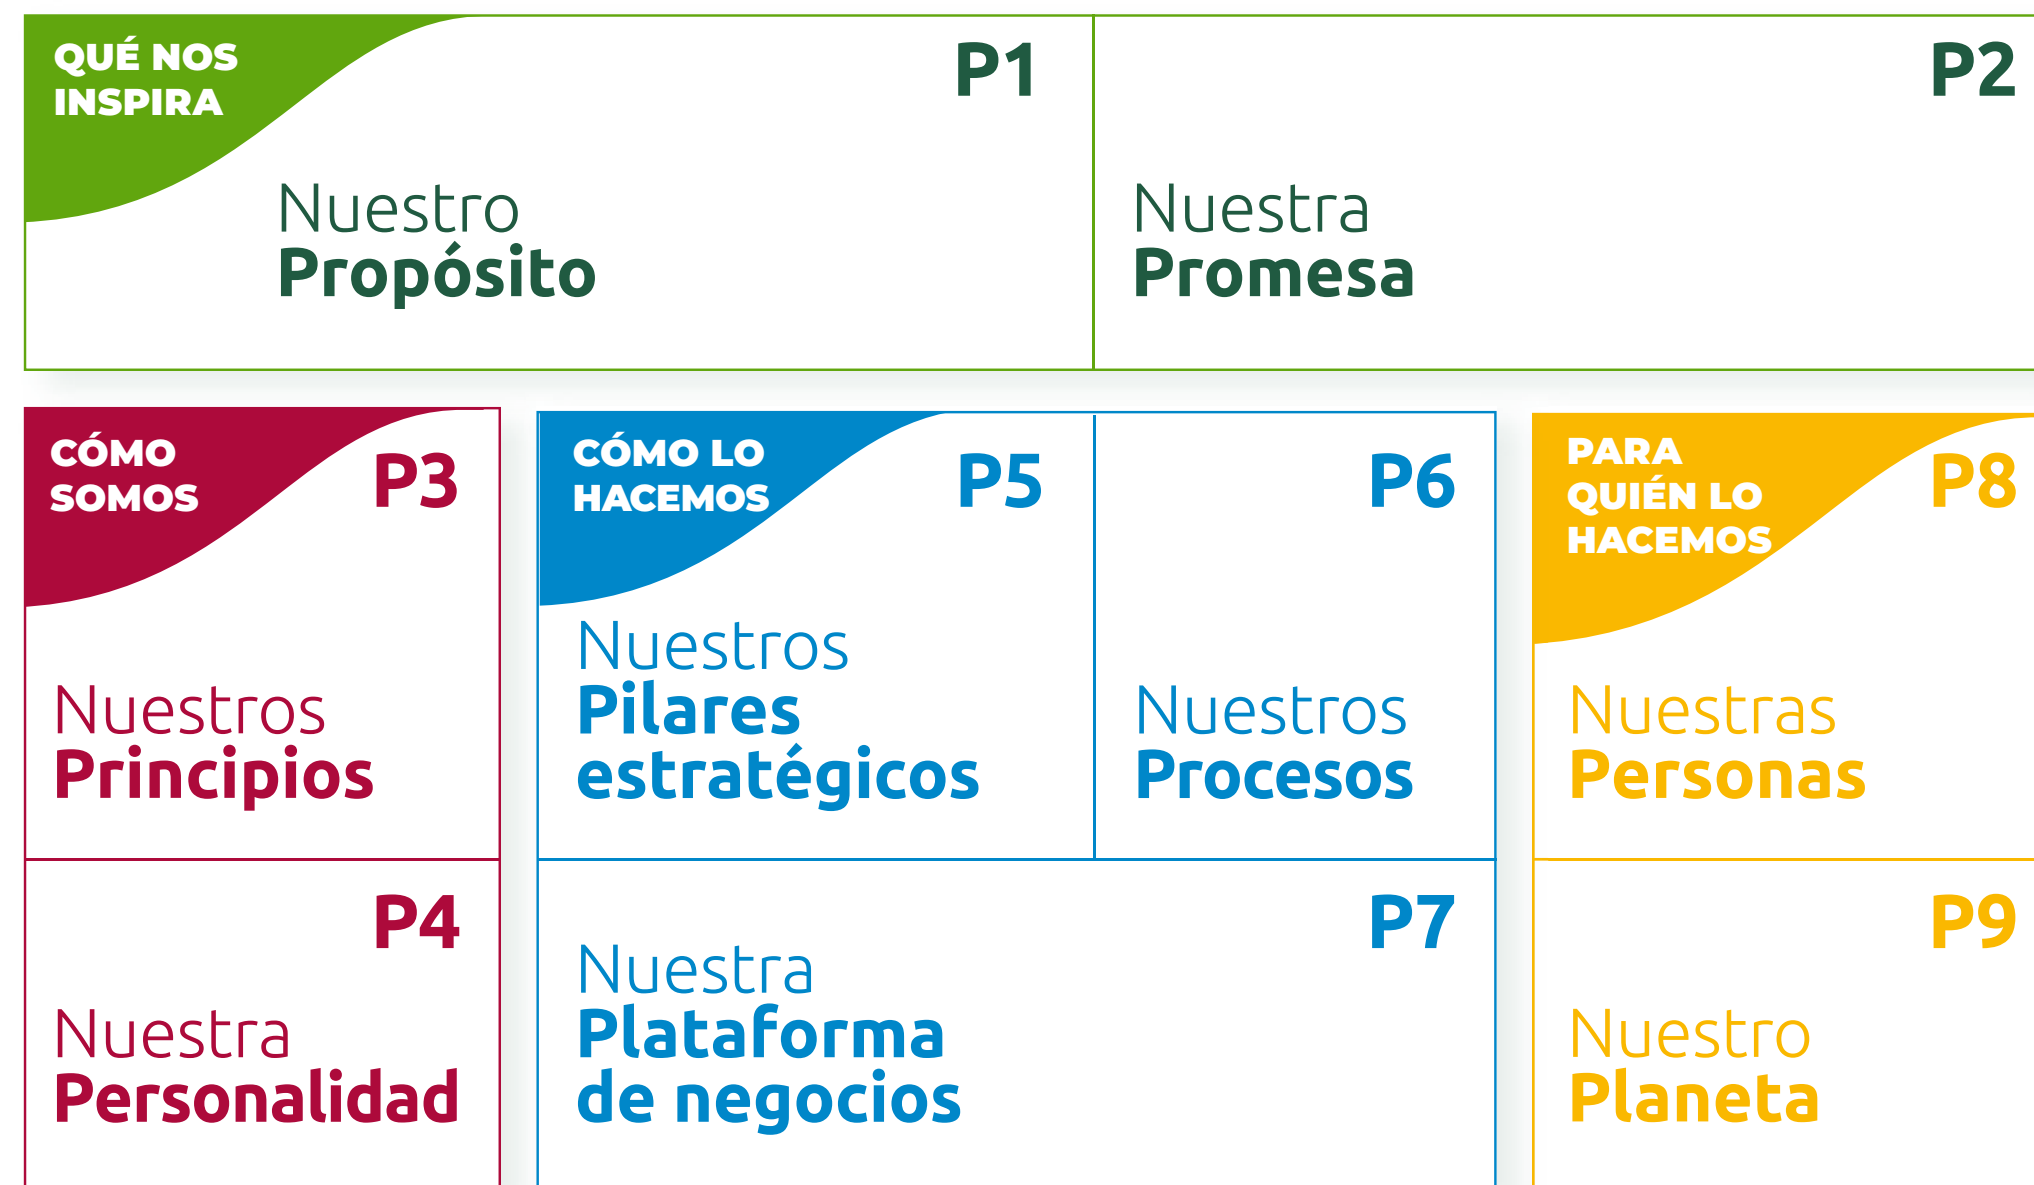 QUÉ NOS
INSPIRA
P1
Nuestro
Propósito
P2
Nuestra
Promesa
CÓMO
SOMOS
P3
Nuestros
Principios
P4
Nuestra
Personalidad
CÓMO LO
HACEMOS
P5
Nuestros
Pilares
estratégicos
P6
Nuestros
Procesos
P7
Nuestra
Plataforma
de negocios
PARA
QUIÉN LO
HACEMOS
P8
Nuestras
Personas
P9
Nuestro
Planeta